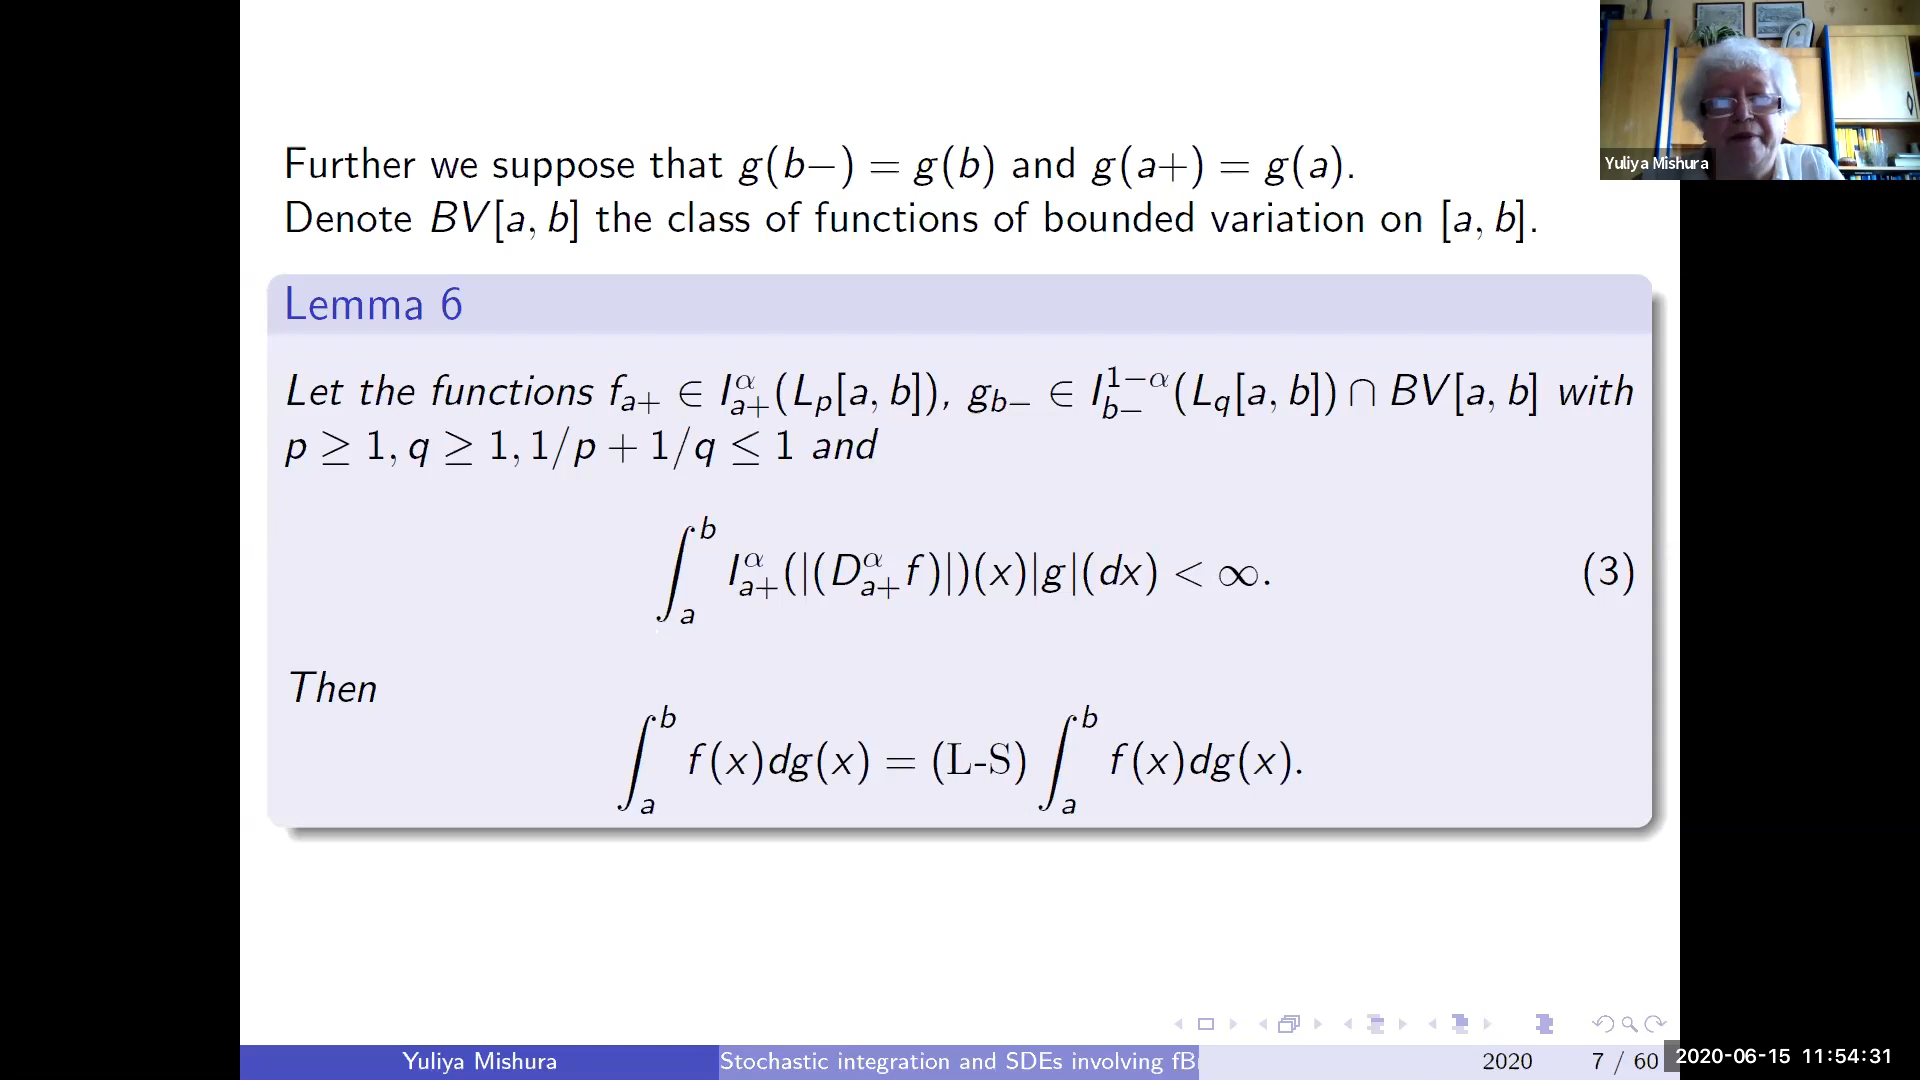 Yuliya Mishura
Further we suppose that g(b−) = g(b) and g(a+) = g(a).
Denote BV[a, b] the class of functions of bounded variation on [a, b].
Lemma 6
Let the functions f_{a+} ∈ I^α_{a+}(L_p[a, b]), g_{b−} ∈ I^{1−α}_{b−}(L_q[a, b]) ∩ BV[a, b] with
p ≥ 1, q ≥ 1, 1/p + 1/q ≤ 1 and
∫_a^b I^α_{a+}(|(D^α_{a+}f)|)(x)|g|(dx) < ∞. (3)
Then
∫_a^b f(x)dg(x) = (L-S) ∫_a^b f(x)dg(x).
Yuliya Mishura Stochastic integration and SDEs involving fB 2020 7 / 60
2020-06-15 11:54:31